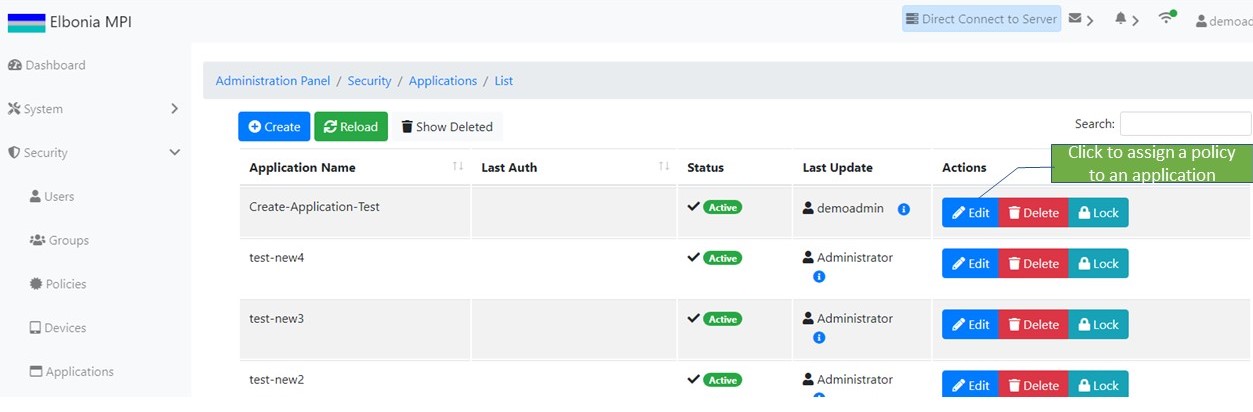 Elbonia MPI
Direct Connect to Server
demoad
Dashboard
System
Security
Users
Groups
Policies
Devices
Applications
Administration Panel / Security / Applications / List
Create Reload Show Deleted
Search:
Application Name Last Auth Status Last Update Actions
Click to assign a policy
to an application
Create-Application-Test Active demoadmin Edit Delete Lock
test-new4 Active Administrator Edit Delete Lock
test-new3 Active Administrator Edit Delete Lock
test-new2 Active Administrator Edit Delete Lock